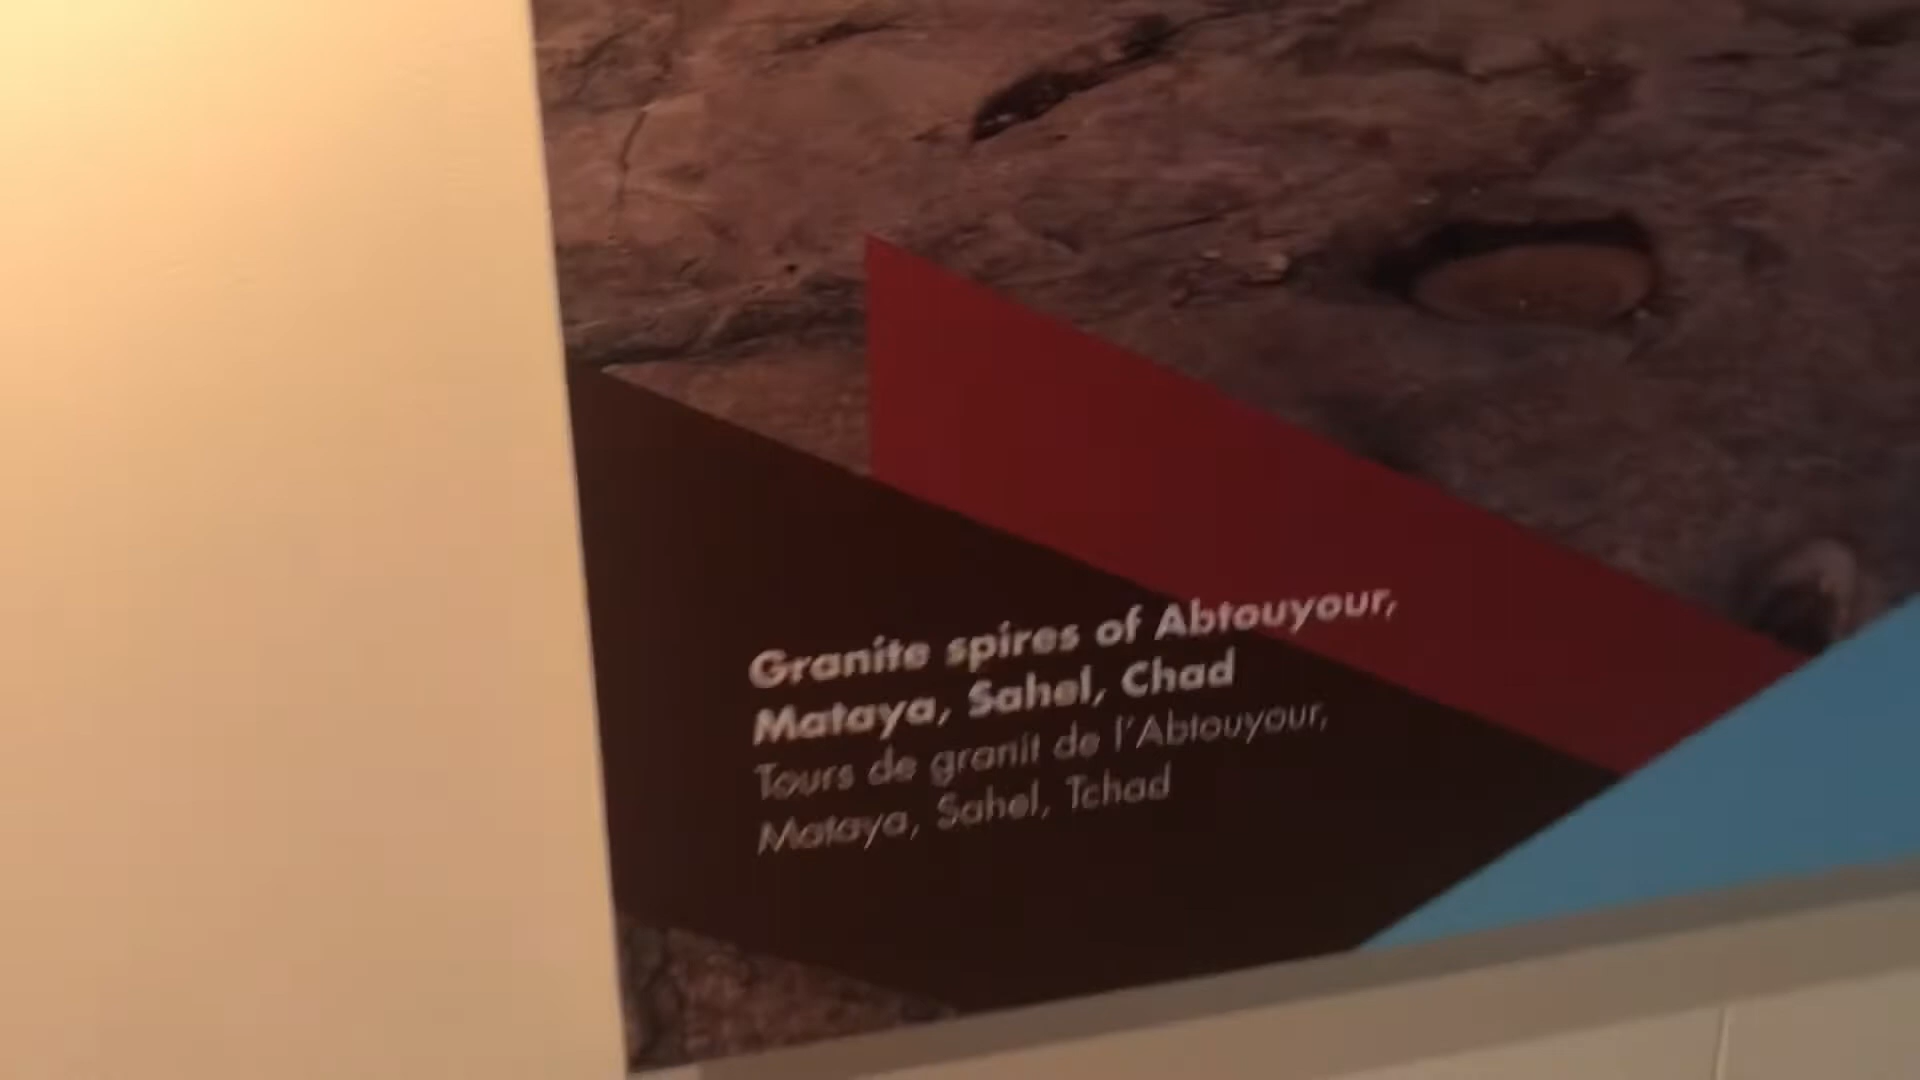 Granite spires of Abtouyour,
Mataya, Sahel, Chad
Tours de granit de l'Abtouyour,
Mataya, Sahel, Tchad